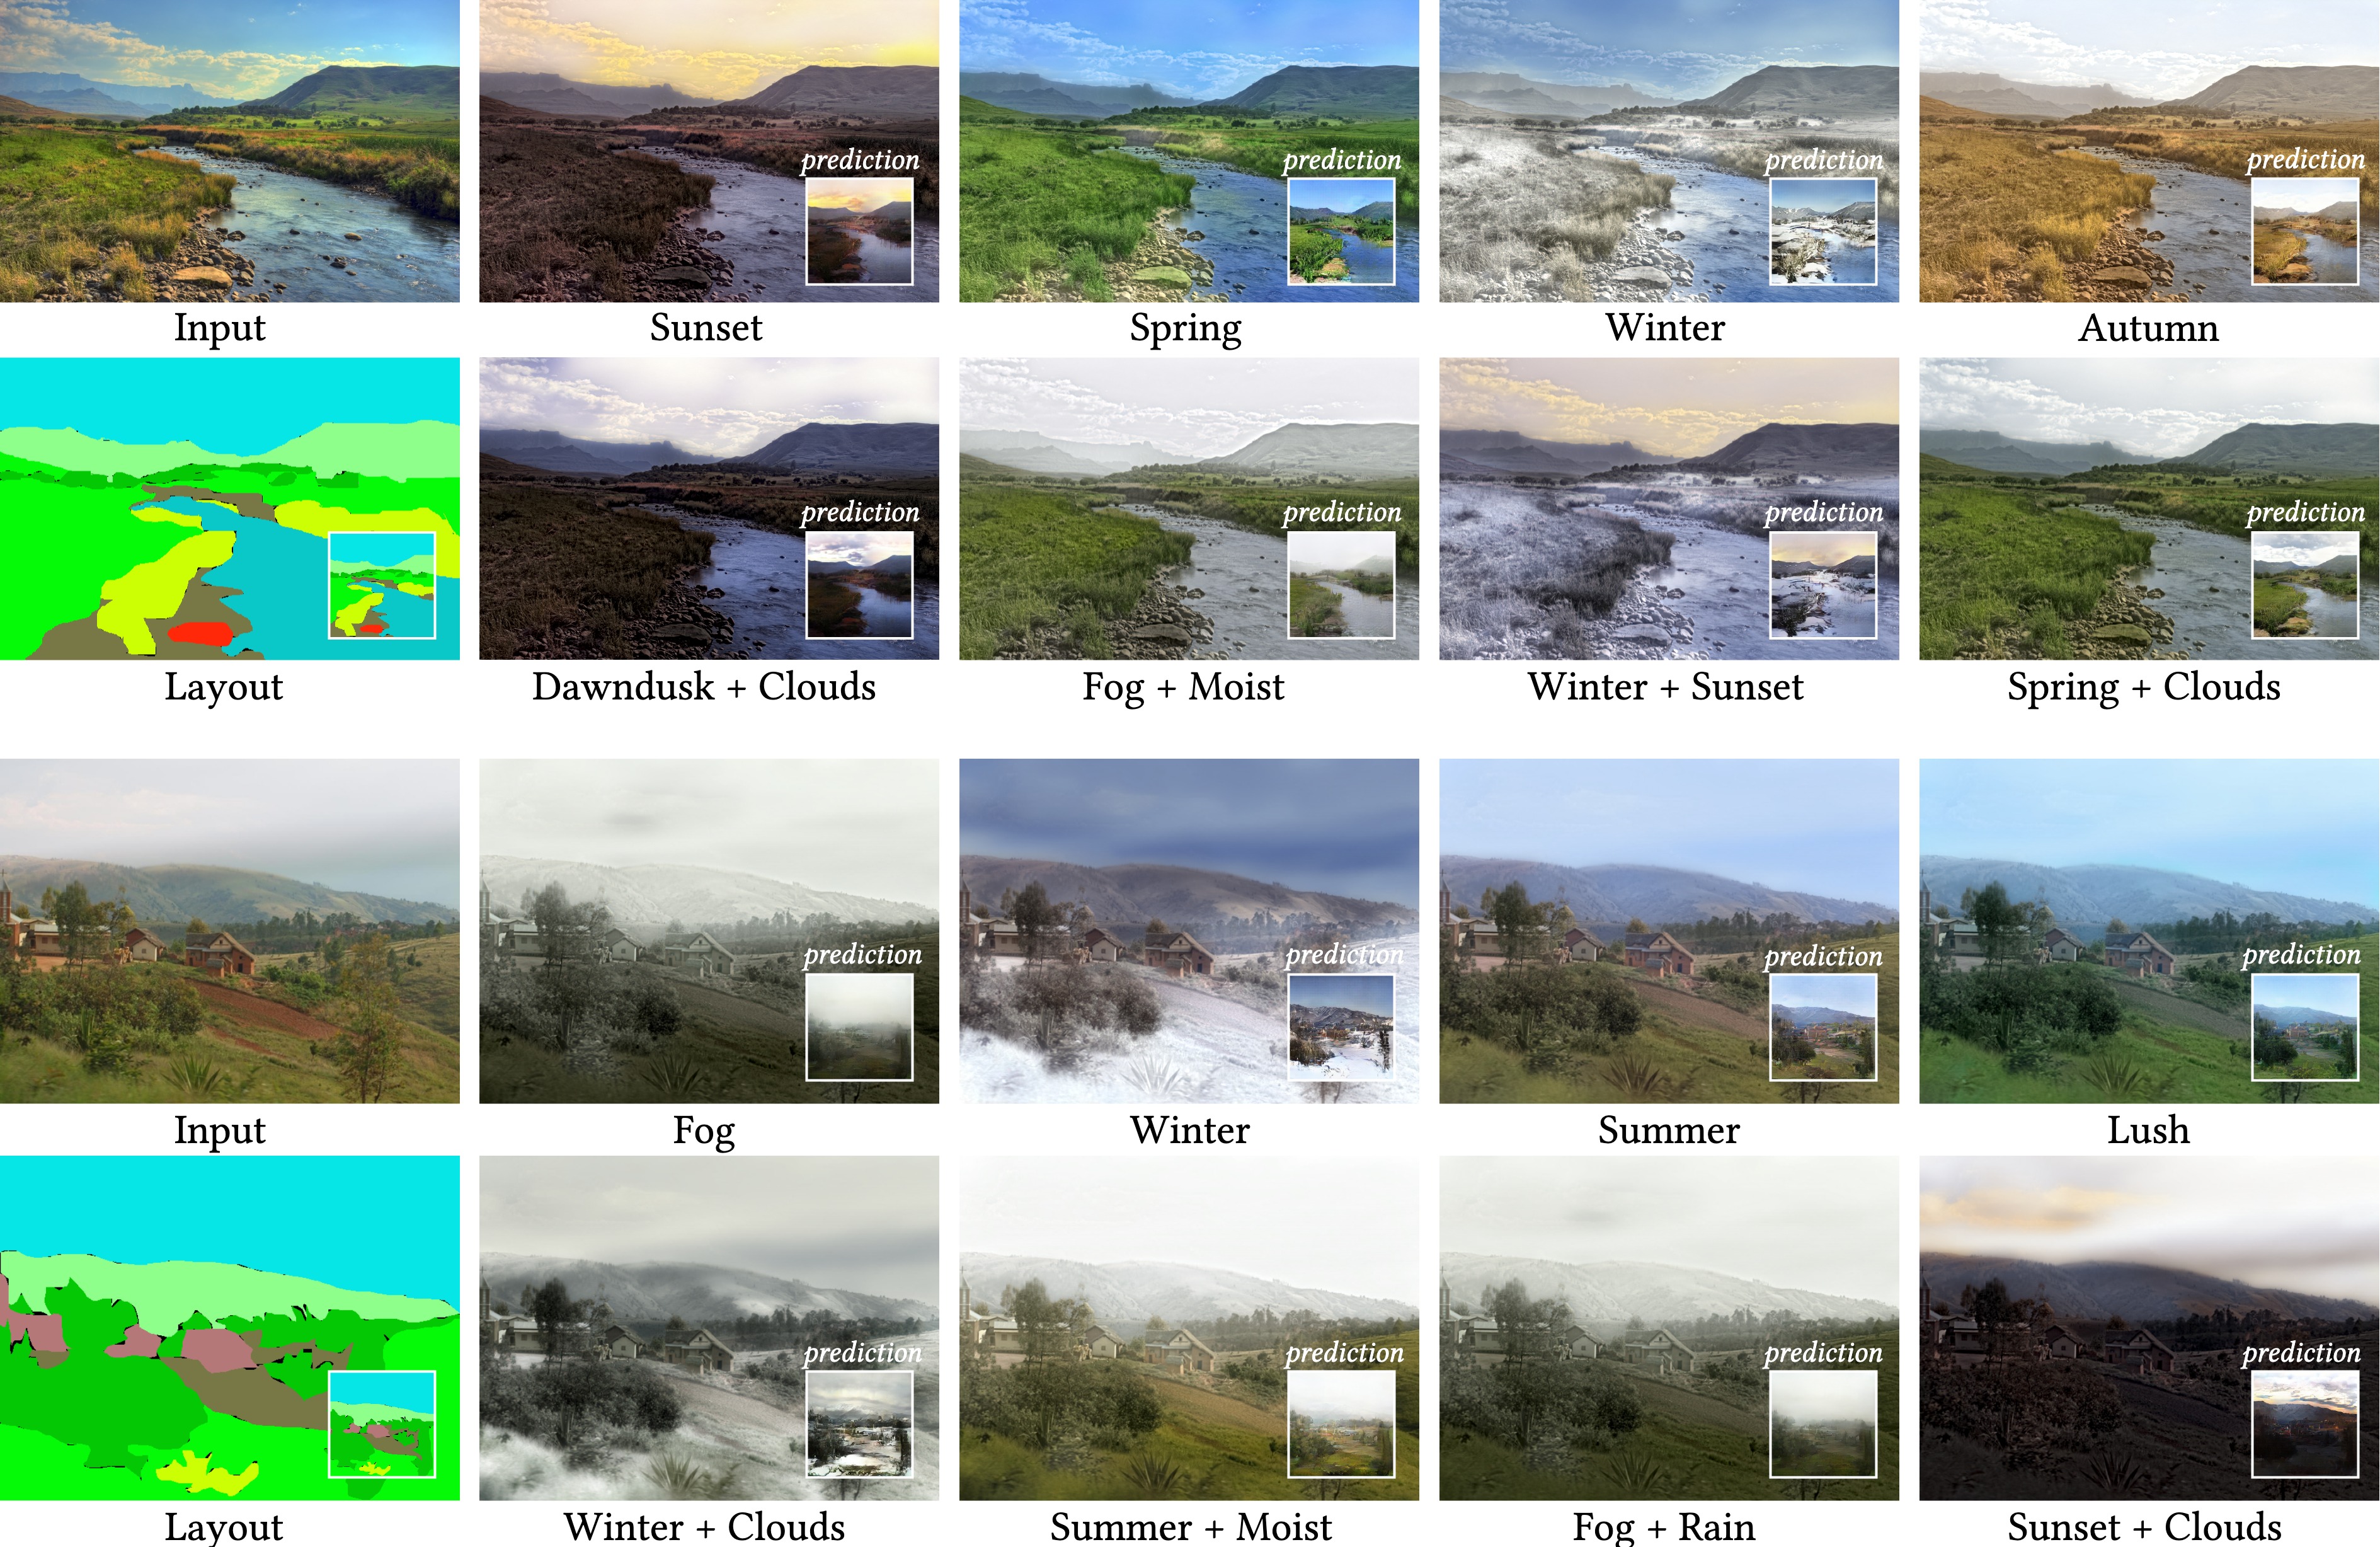 prediction
prediction
prediction
prediction
Input
Sunset
Spring
Winter
Autumn
prediction
prediction
prediction
prediction
Layout
Dawndusk + Clouds
Fog + Moist
Winter + Sunset
Spring + Clouds
prediction
prediction
prediction
prediction
Input
Fog
Winter
Summer
Lush
prediction
prediction
prediction
prediction
Layout
Winter + Clouds
Summer + Moist
Fog + Rain
Sunset + Clouds